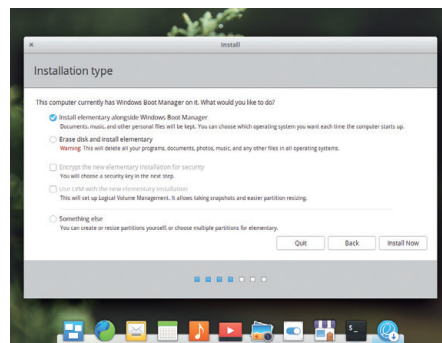 Install
Installation type
This computer currently has Windows Boot Manager on it. What would you like to do?
Install elementary alongside Windows Boot Manager
Documents, music, and other personal files will be kept. You can choose which operating system you want each time the computer starts up.
Erase disk and install elementary
Warning: This will delete all your programs, documents, photos, music, and any other files in all operating systems.
Encrypt the new elementary installation for security
You will choose a security key in the next step.
Use LVM with the new elementary installation
This will set up Logical Volume Management. It allows taking snapshots and easier partition resizing.
Something else
You can create or resize partitions yourself, or choose multiple partitions for elementary.
Quit
Back
Install Now